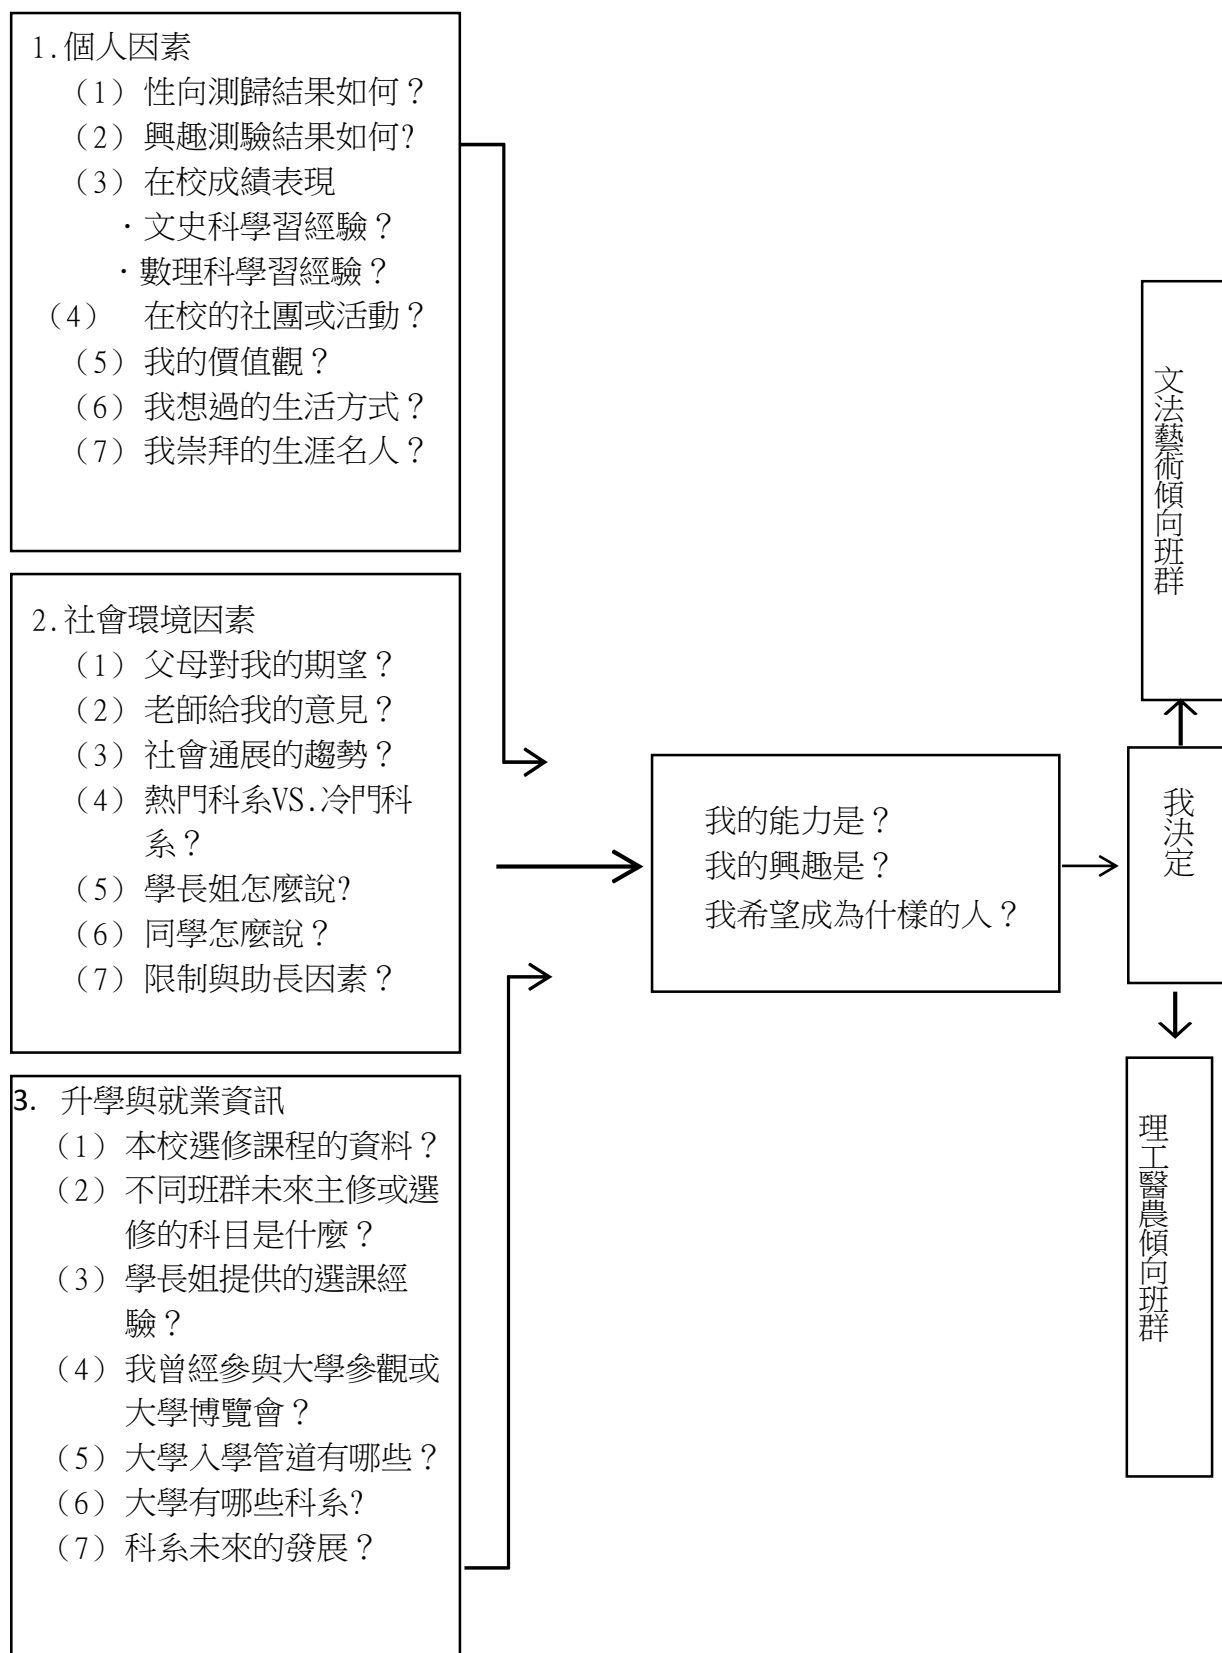 1.個人因素
（1）性向測歸結果如何？
（2）興趣測驗結果如何?
（3）在校成績表現
．文史科學習經驗？
．數理科學習經驗？
（4）　在校的社團或活動？
（5）我的價值觀？
（6）我想過的生活方式？
（7）我崇拜的生涯名人？
2.社會環境因素
（1）父母對我的期望？
（2）老師給我的意見？
（3）社會通展的趨勢？
（4）熱門科系VS.冷門科
系？
（5）學長姐怎麼說?
（6）同學怎麼說？
（7）限制與助長因素？
3. 升學與就業資訊
（1）本校選修課程的資料？
（2）不同班群未來主修或選
修的科目是什麼？
（3）學長姐提供的選課經
驗？
（4）我曾經參與大學參觀或
大學博覽會？
（5）大學入學管道有哪些？
（6）大學有哪些科系?
（7）科系未來的發展？
我的能力是？
我的興趣是？
我希望成為什樣的人？
我決定
文法藝術傾向班群
理工醫農傾向班群